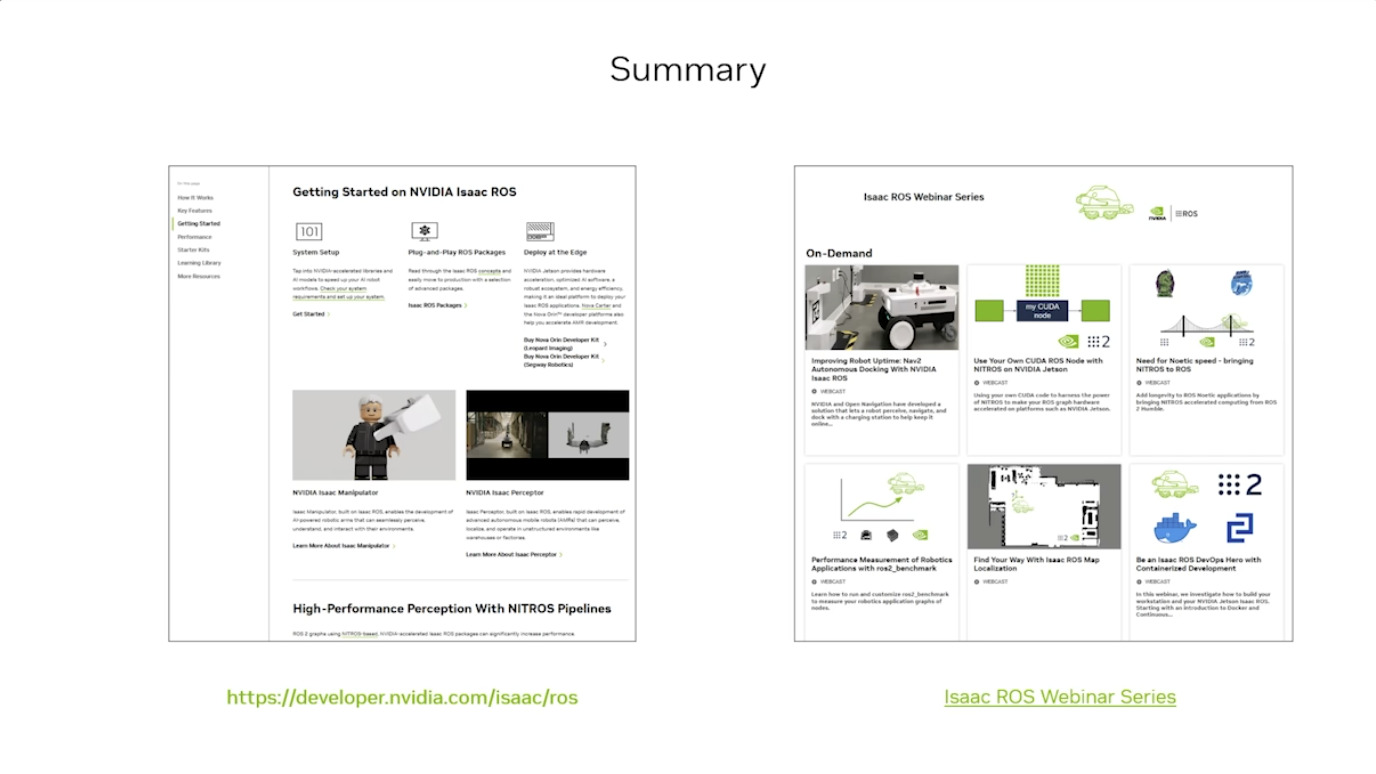 Summary
On this page
How It Works
Key Features
Getting Started
Performance
Starter Kits
Learning Library
More Resources
Getting Started on NVIDIA Isaac ROS
101
System Setup
Tap into NVIDIA-accelerated libraries and
AI models to speed up your AI robot
workflows. Check your system
requirements and set up your system.
Get Started
Plug-and-Play ROS Packages
Read through the Isaac ROS concepts and
easily move to production with a selection
of advanced packages.
Isaac ROS Packages
Deploy at the Edge
NVIDIA Jetson provides hardware
acceleration, optimized AI software, a
robust ecosystem, and energy efficiency,
making it an ideal platform to deploy your
Isaac ROS applications. Nova Carter and
the Nova Orin™ developer platforms also
help you accelerate AMR development.
Buy Nova Orin Developer Kit
(Leopard Imaging)
Buy Nova Orin Developer Kit
(Segway Robotics)
NVIDIA Isaac Manipulator
Isaac Manipulator, built on Isaac ROS, enables the development of
AI-powered robotic arms that can seamlessly perceive,
understand, and interact with their environments.
Learn More About Isaac Manipulator
NVIDIA Isaac Perceptor
Isaac Perceptor, built on Isaac ROS, enables rapid development of
advanced autonomous mobile robots (AMRs) that can perceive,
localize, and operate in unstructured environments like
warehouses or factories.
Learn More About Isaac Perceptor
High-Performance Perception With NITROS Pipelines
ROS 2 graphs using NITROS-based, NVIDIA-accelerated Isaac ROS packages can significantly increase performance.
https://developer.nvidia.com/isaac/ros
Isaac ROS Webinar Series
NVIDIA
ROS
On-Demand
Improving Robot Uptime: Nav2
Autonomous Docking With NVIDIA
Isaac ROS
WEBCAST
NVIDIA and Open Navigation have developed a
solution that lets a robot perceive, navigate, and
dock with a charging station to help keep it
online...
my CUDA
node
2
Use Your Own CUDA ROS Node with
NITROS on NVIDIA Jetson
WEBCAST
Using your own CUDA code to harness the power
of NITROS to make your ROS graph hardware
accelerated on platforms such as NVIDIA Jetson.
2
Need for Noetic speed - bringing
NITROS to ROS
WEBCAST
Add longevity to ROS Noetic applications by
bringing NITROS accelerated computing from ROS
2 Humble.
2
Performance Measurement of Robotics
Applications with ros2_benchmark
WEBCAST
Learn how to run and customize ros2_benchmark
to measure your robotics application graphs of
nodes.
2
Find Your Way With Isaac ROS Map
Localization
WEBCAST
2
Be an Isaac ROS DevOps Hero with
Containerized Development
WEBCAST
In this webinar, we investigate how to build your
workstation and your NVIDIA Jetson Isaac ROS.
Starting with an introduction to Docker and
Continuous...
Isaac ROS Webinar Series